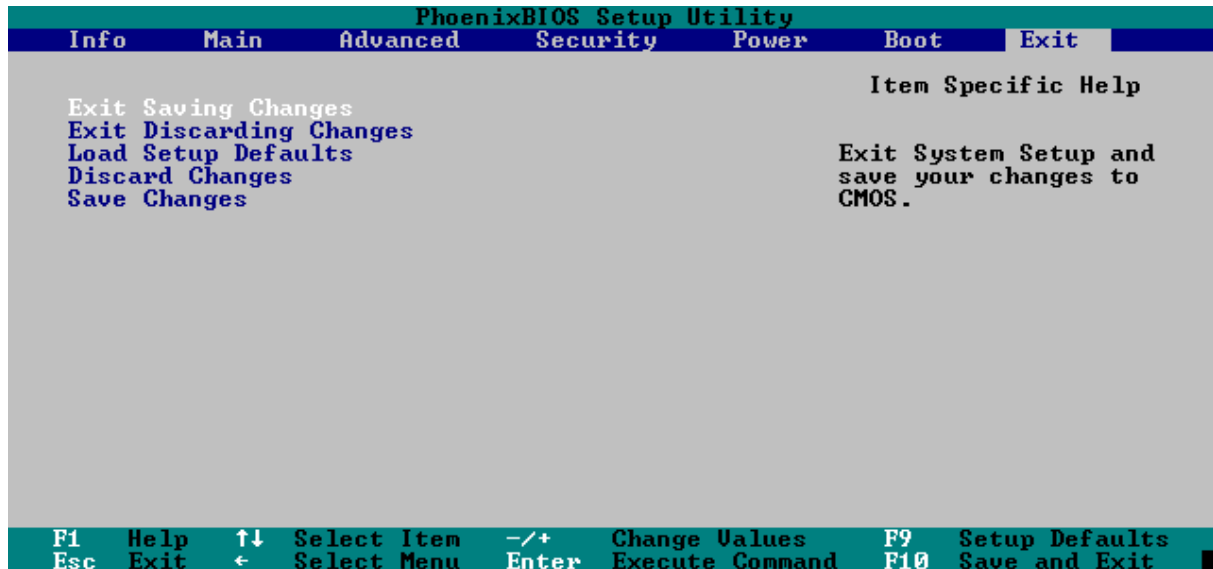 PhoenixBIOS Setup Utility
Info Main Advanced Security Power Boot Exit
Item Specific Help
Exit Saving Changes
Exit Discarding Changes
Load Setup Defaults
Discard Changes
Save Changes
Exit System Setup and
save your changes to
CMOS.
F1 Help ↑↓ Select Item -/+ Change Values F9 Setup Defaults
Esc Exit ← Select Menu Enter Execute Command F10 Save and Exit